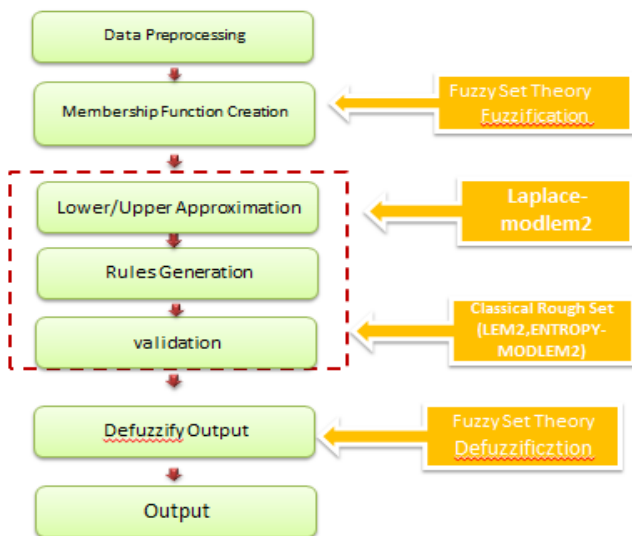 Data Preprocessing
Membership Function Creation
Fuzzy Set Theory
Fuzzification
Lower/Upper Approximation
Laplace-
modlem2
Rules Generation
validation
Classical Rough Set
(LEM2,ENTROPY-
MODLEM2)
Defuzzify Output
Fuzzy Set Theory
Defuzzificztion
Output